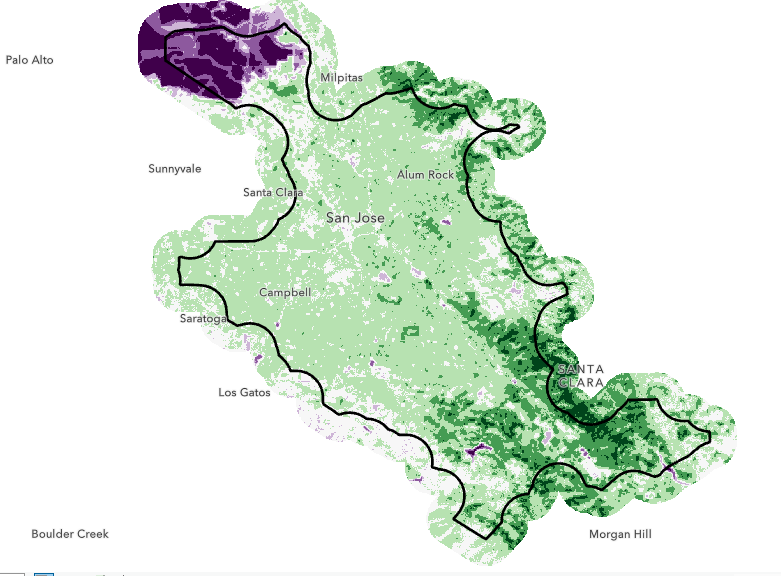 Palo Alto
Milpitas
Sunnyvale
Alum Rock
Santa Clara
San Jose
Campbell
Saratoga
SANTA
CLARA
Los Gatos
Boulder Creek
Morgan Hill